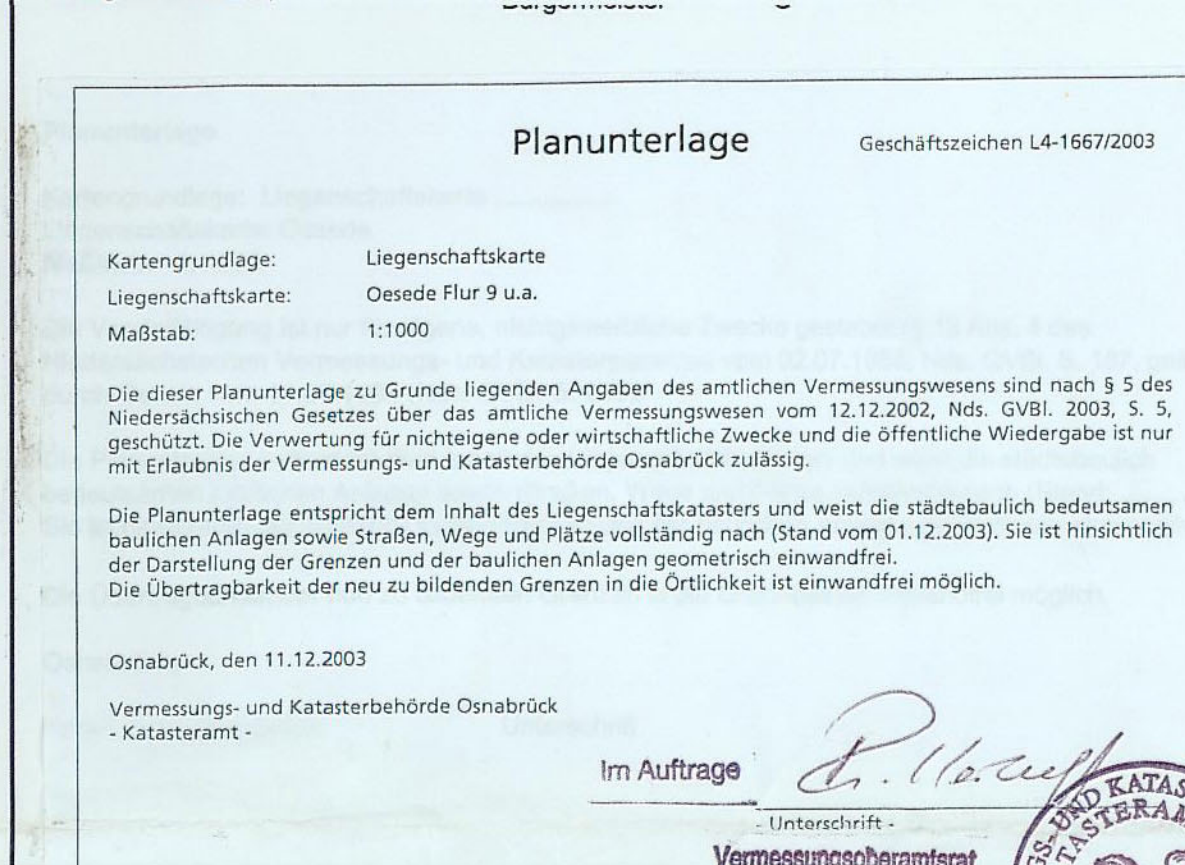 Planunterlage
Geschäftszeichen L4-1667/2003
Kartengrundlage: Liegenschaftskarte
Liegenschaftskarte: Oesede Flur 9 u.a.
Maßstab: 1:1000
Die dieser Planunterlage zu Grunde liegenden Angaben des amtlichen Vermessungswesens sind nach § 5 des
Niedersächsischen Gesetzes über das amtliche Vermessungswesen vom 12.12.2002, Nds. GVBl. 2003, S. 5,
geschützt. Die Verwertung für nichteigene oder wirtschaftliche Zwecke und die öffentliche Wiedergabe ist nur
mit Erlaubnis der Vermessungs- und Katasterbehörde Osnabrück zulässig.
Die Planunterlage entspricht dem Inhalt des Liegenschaftskatasters und weist die städtebaulich bedeutsamen
baulichen Anlagen sowie Straßen, Wege und Plätze vollständig nach (Stand vom 01.12.2003). Sie ist hinsichtlich
der Darstellung der Grenzen und der baulichen Anlagen geometrisch einwandfrei.
Die Übertragbarkeit der neu zu bildenden Grenzen in die Örtlichkeit ist einwandfrei möglich.
Osnabrück, den 11.12.2003
Vermessungs- und Katasterbehörde Osnabrück
- Katasteramt -
Im Auftrage
- Unterschrift -
Vermessungsoberamtsrat